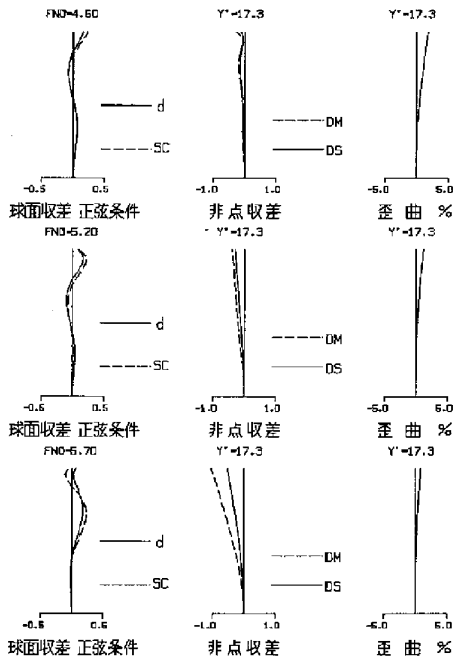 FNO-4.60 Y'-17.3 Y'-17.3
d
SC
DM
DS
-0.5 0.5 -1.0 1.0 -5.0 5.0
球面収差 正弦条件 非点収差 歪曲 %
FNO-5.20 Y'-17.3 Y'-17.3
d
SC
DM
DS
-0.5 0.5 -1.0 1.0 -5.0 5.0
球面収差 正弦条件 非点収差 歪曲 %
FNO-5.70 Y'-17.3 Y'-17.3
d
SC
DM
DS
-0.5 0.5 -1.0 1.0 -5.0 5.0
球面収差 正弦条件 非点収差 歪曲 %